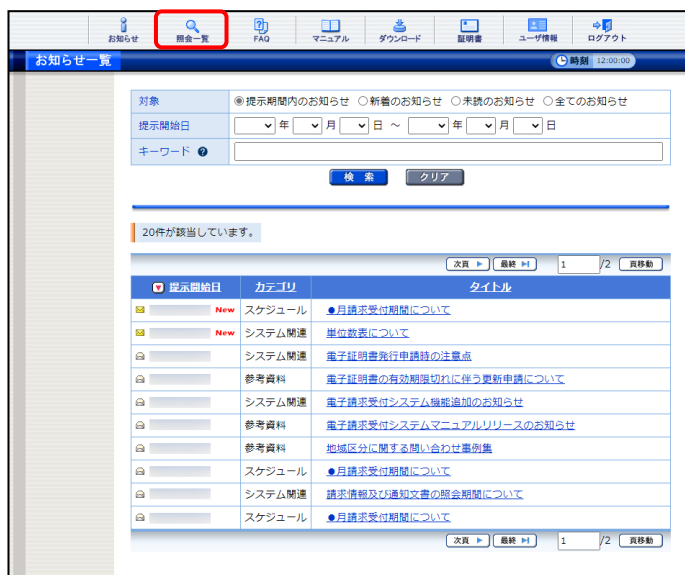 お知らせ 照会一覧 FAQ マニュアル ダウンロード 証明書 ユーザ情報 ログアウト
お知らせ一覧 時刻 12:00:00
対象 提示期間内のお知らせ 新着のお知らせ 未読のお知らせ 全てのお知らせ
提示開始日 年 月 日 ～ 年 月 日
キーワード ?
検 索 クリア
20件が該当しています。
次頁 最終 1 /2 頁移動
提示開始日 カテゴリ タイトル
New スケジュール ●月請求受付期間について
New システム関連 単位数表について
システム関連 電子証明書発行申請時の注意点
参考資料 電子証明書の有効期限切れに伴う更新申請について
システム関連 電子請求受付システム機能追加のお知らせ
参考資料 電子請求受付システムマニュアルリリースのお知らせ
参考資料 地域区分に関する問い合わせ事例集
スケジュール ●月請求受付期間について
システム関連 請求情報及び通知文書の照会期間について
スケジュール ●月請求受付期間について
次頁 最終 1 /2 頁移動